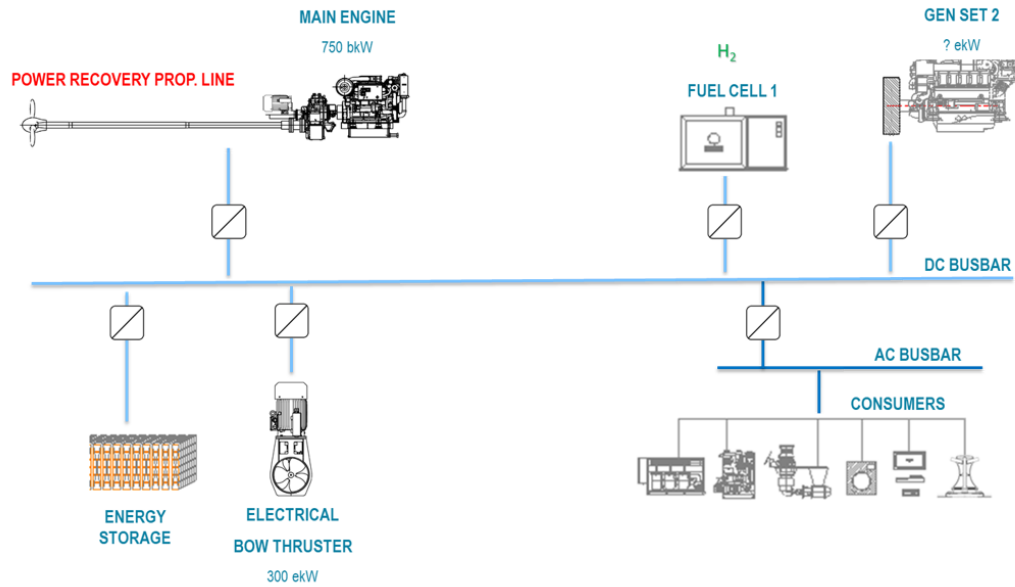 MAIN ENGINE
750 bkW
POWER RECOVERY PROP. LINE
H₂
FUEL CELL 1
GEN SET 2
? ekW
DC BUSBAR
AC BUSBAR
CONSUMERS
ENERGY
STORAGE
ELECTRICAL
BOW THRUSTER
300 ekW